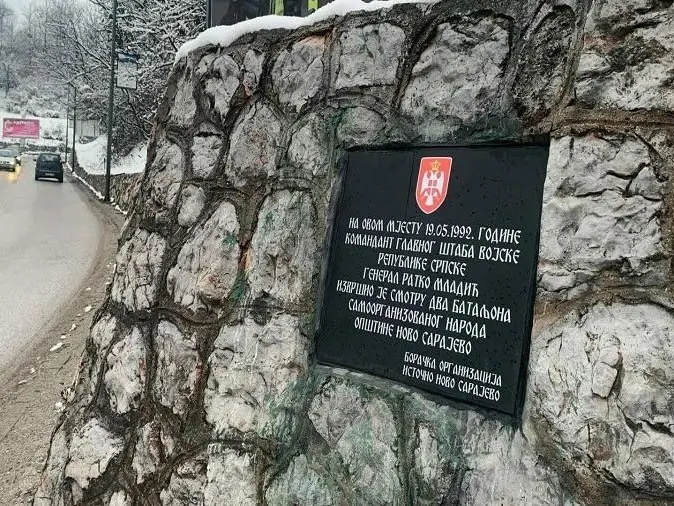 НА ОВОМ МЈЕСТУ 19.05.1992. ГОДИНЕ
КОМАНДАНТ ГЛАВНОГ ШТАБА ВОЈСКЕ
РЕПУБЛИКЕ СРПСКЕ
ГЕНЕРАЛ РАТКО МЛАДИЋ
ИЗВРШИО ЈЕ СМОТРУ ДВА БАТАЉОНА
САМООРГАНИЗОВАНОГ НАРОДА
ОПШТИНЕ НОВО САРАЈЕВО
БОРАЧКА ОРГАНИЗАЦИЈА
ИСТОЧНО НОВО САРАЈЕВО